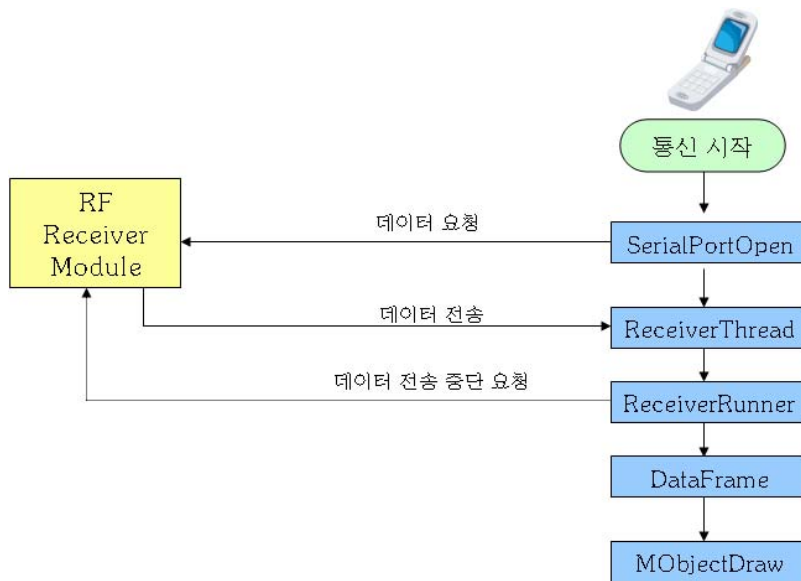 통신 시작
RF
Receiver
Module
데이터 요청
SerialPortOpen
데이터 전송
ReceiverThread
데이터 전송 중단 요청
ReceiverRunner
DataFrame
MObjectDraw